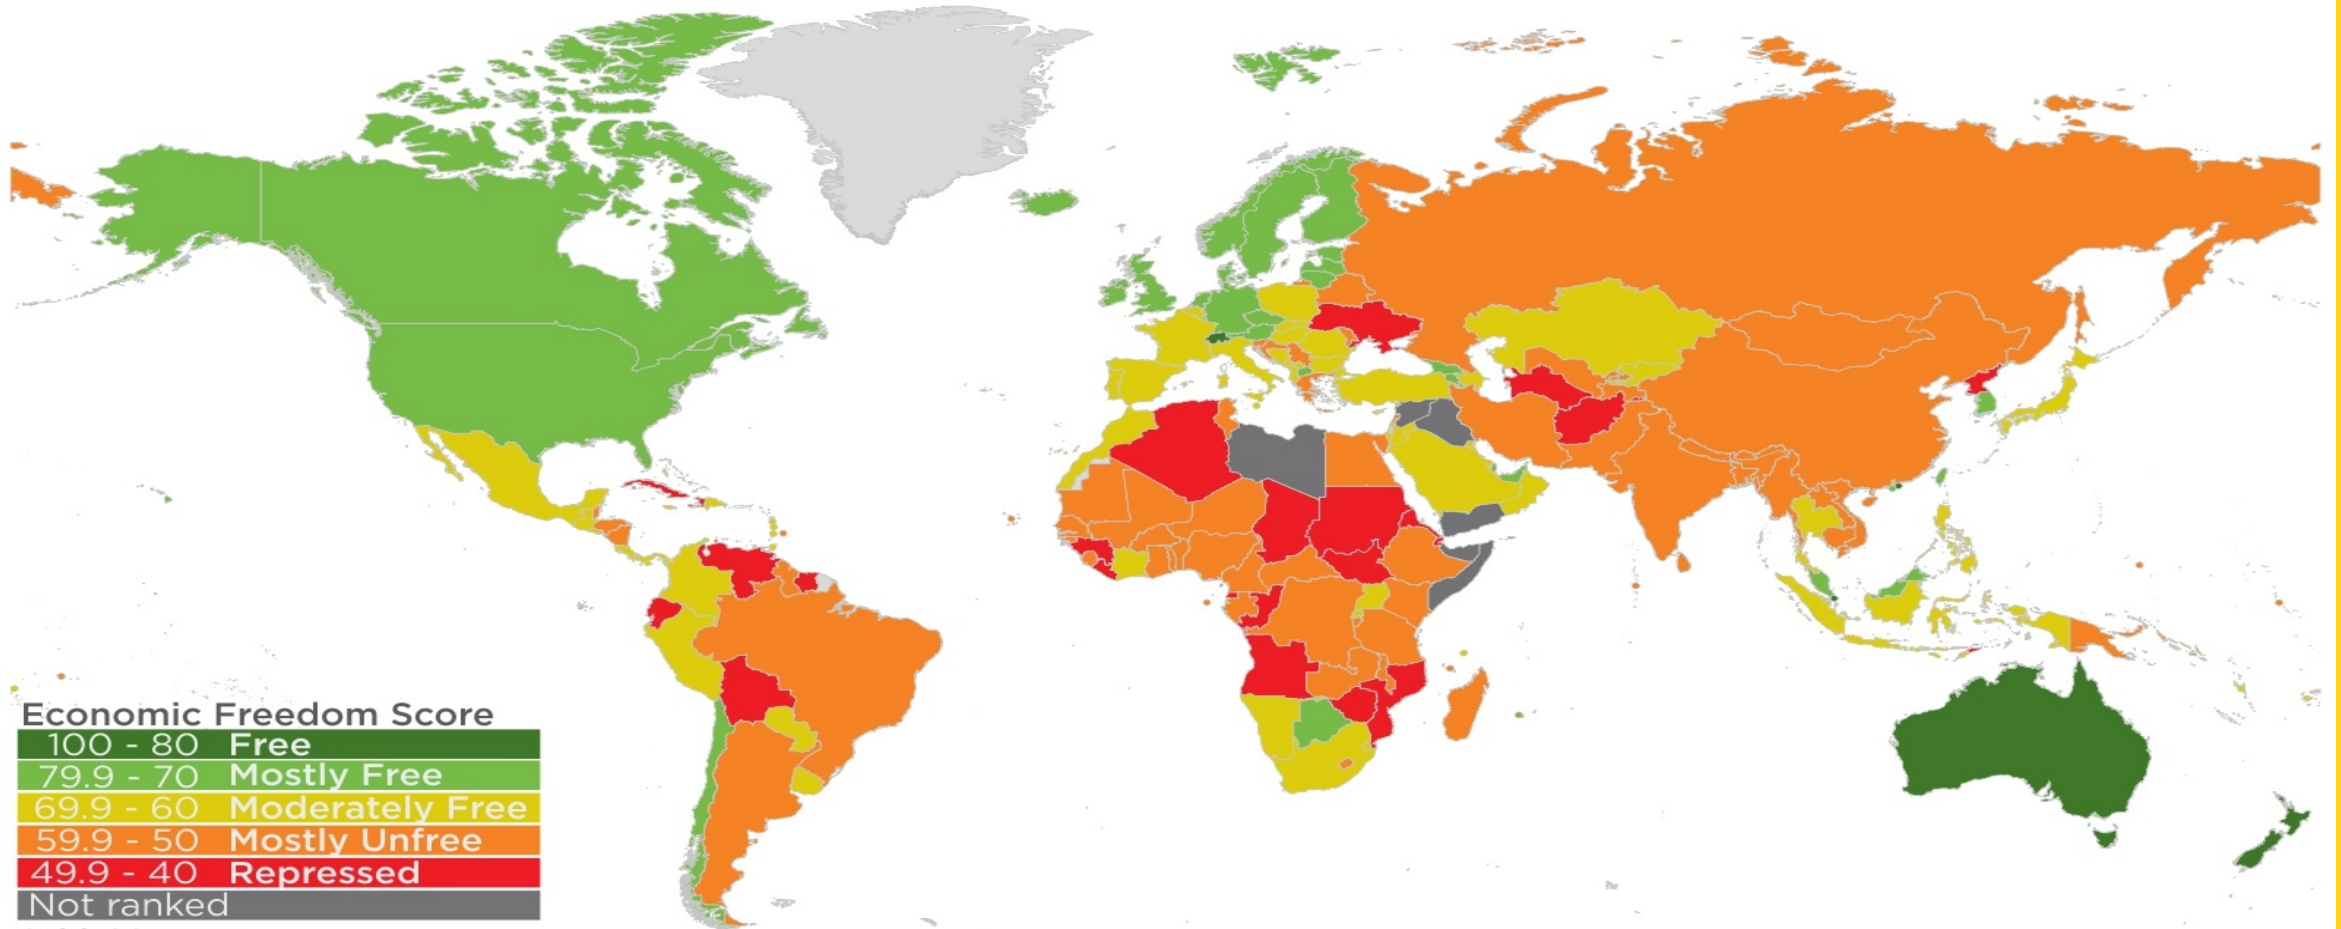 Economic Freedom Score
100 - 80 Free
79.9 - 70 Mostly Free
69.9 - 60 Moderately Free
59.9 - 50 Mostly Unfree
49.9 - 40 Repressed
Not ranked